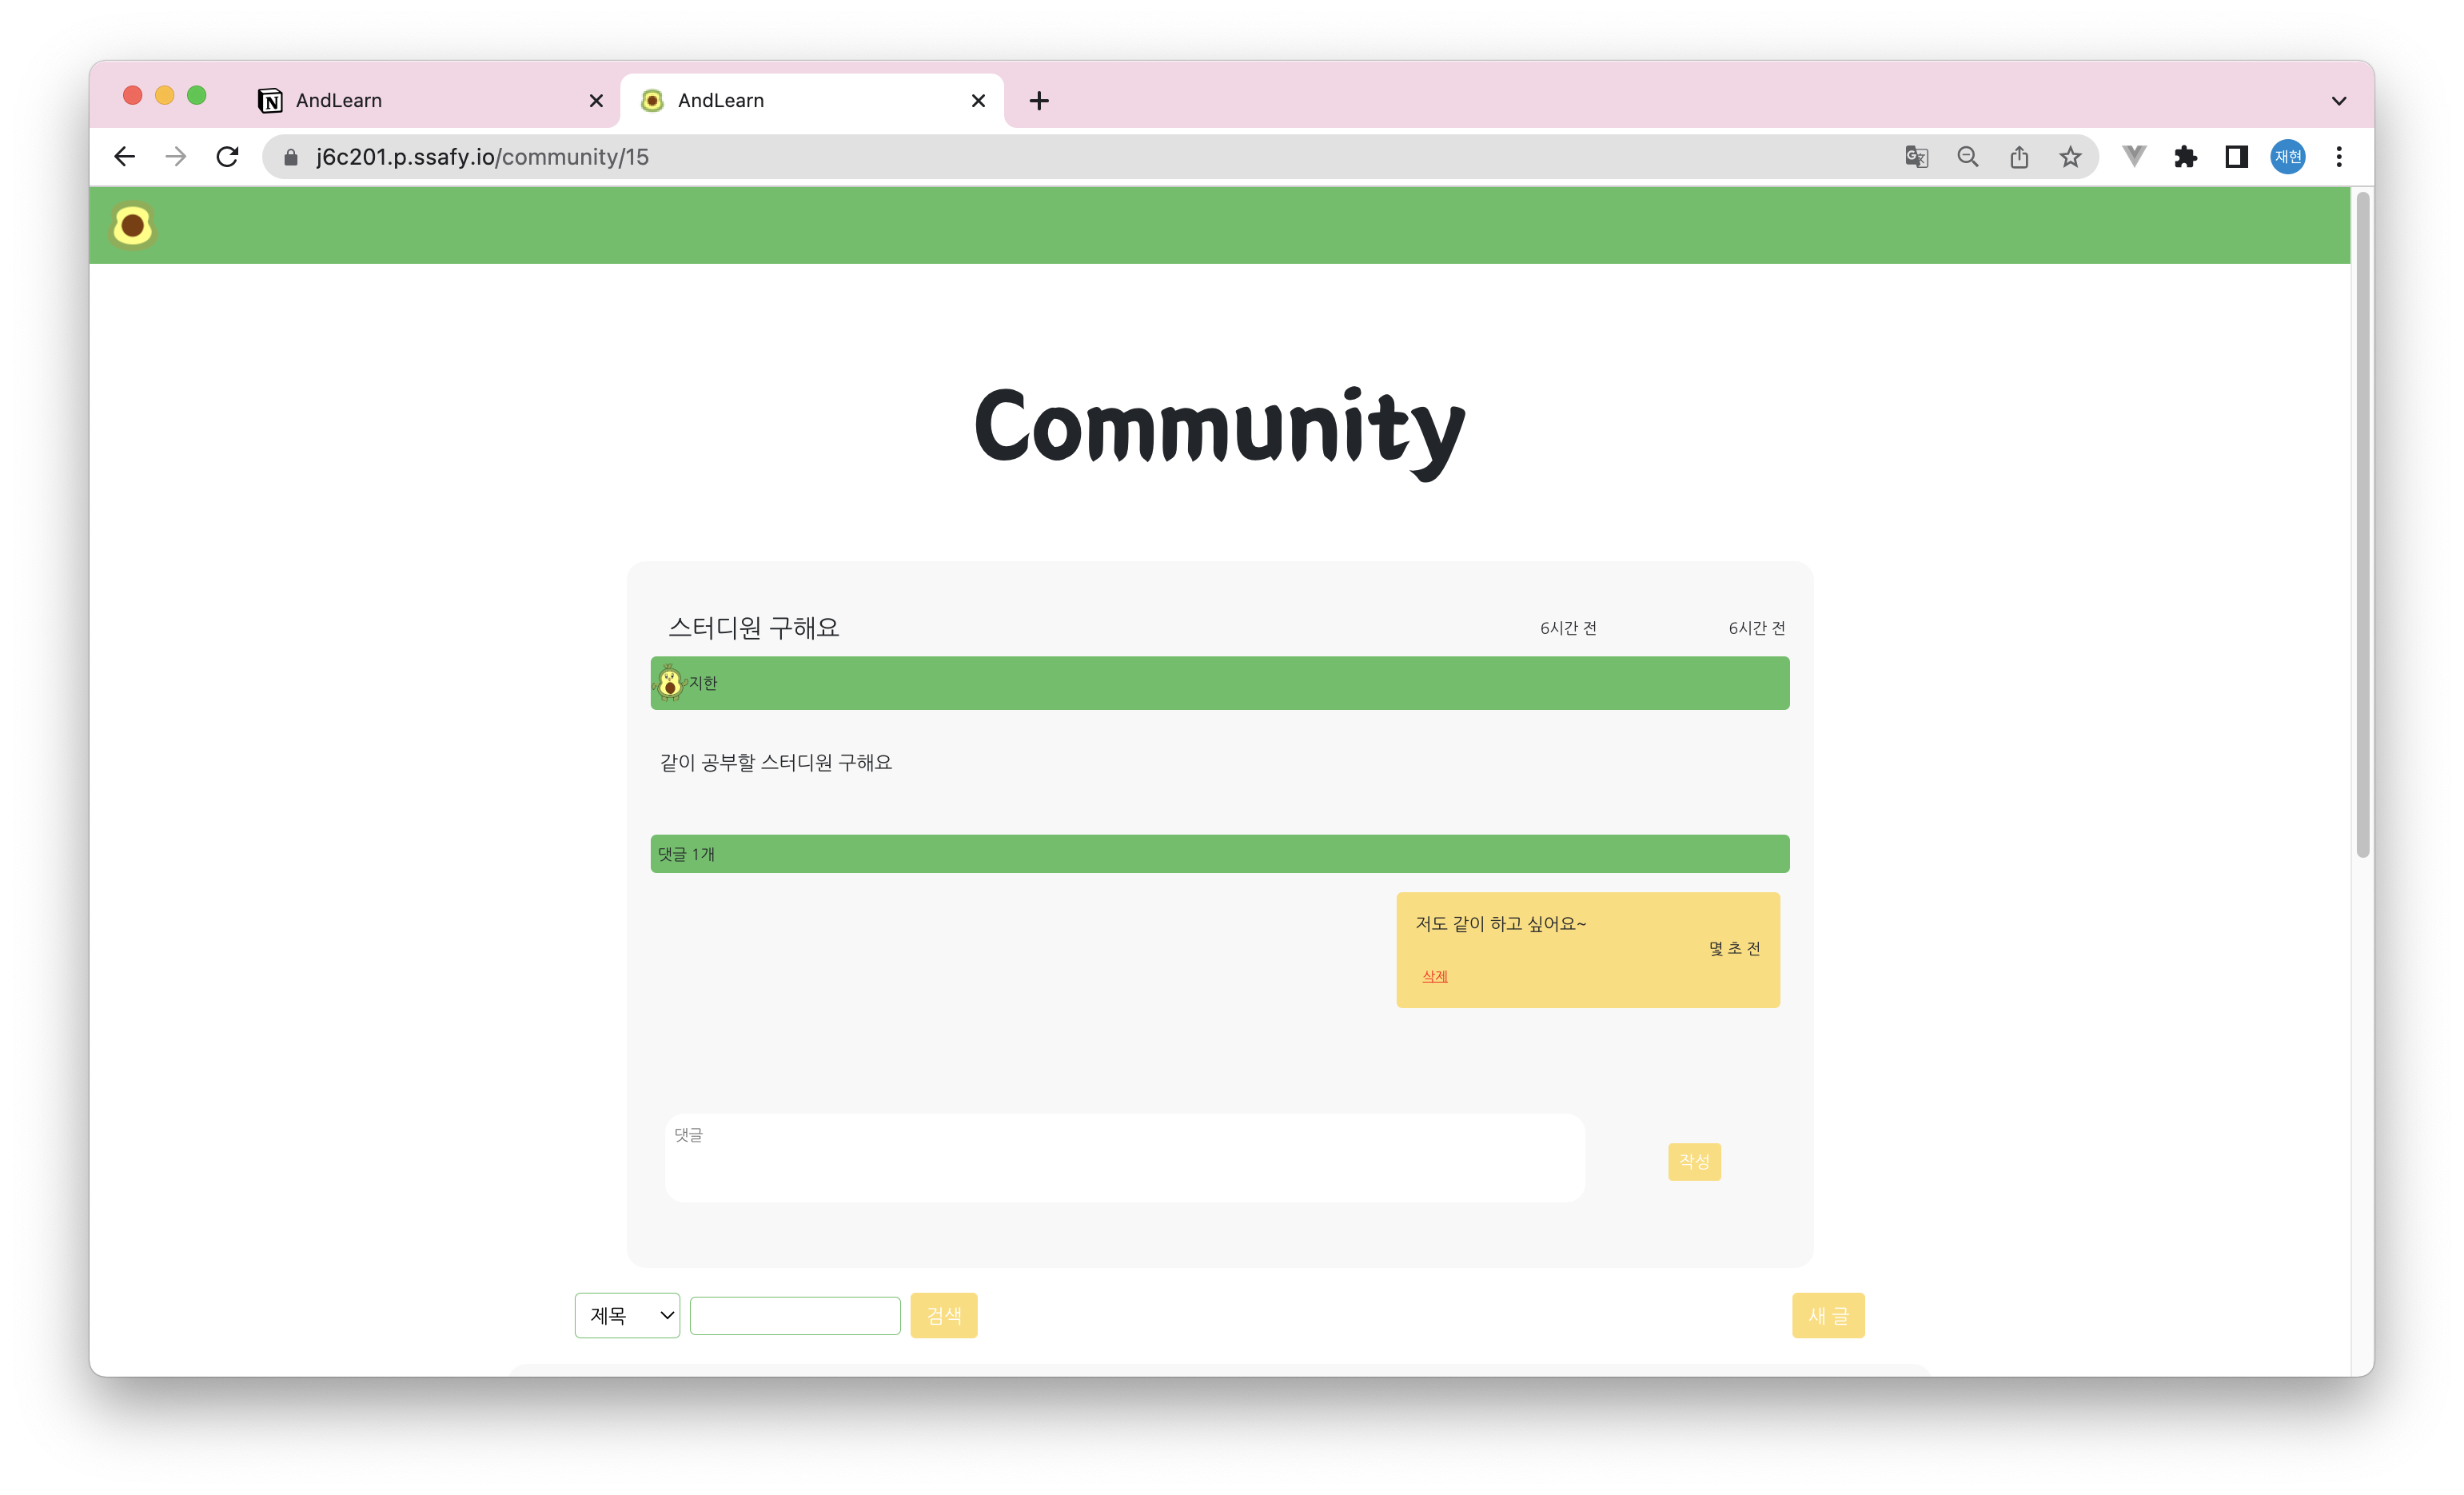 AndLearn
AndLearn
j6c201.p.ssafy.io/community/15
재현
Community
스터디원 구해요 6시간 전 6시간 전
지한
같이 공부할 스터디원 구해요
댓글 1개
저도 같이 하고 싶어요~
몇 초 전
삭제
댓글
작성
제목 검색 새 글